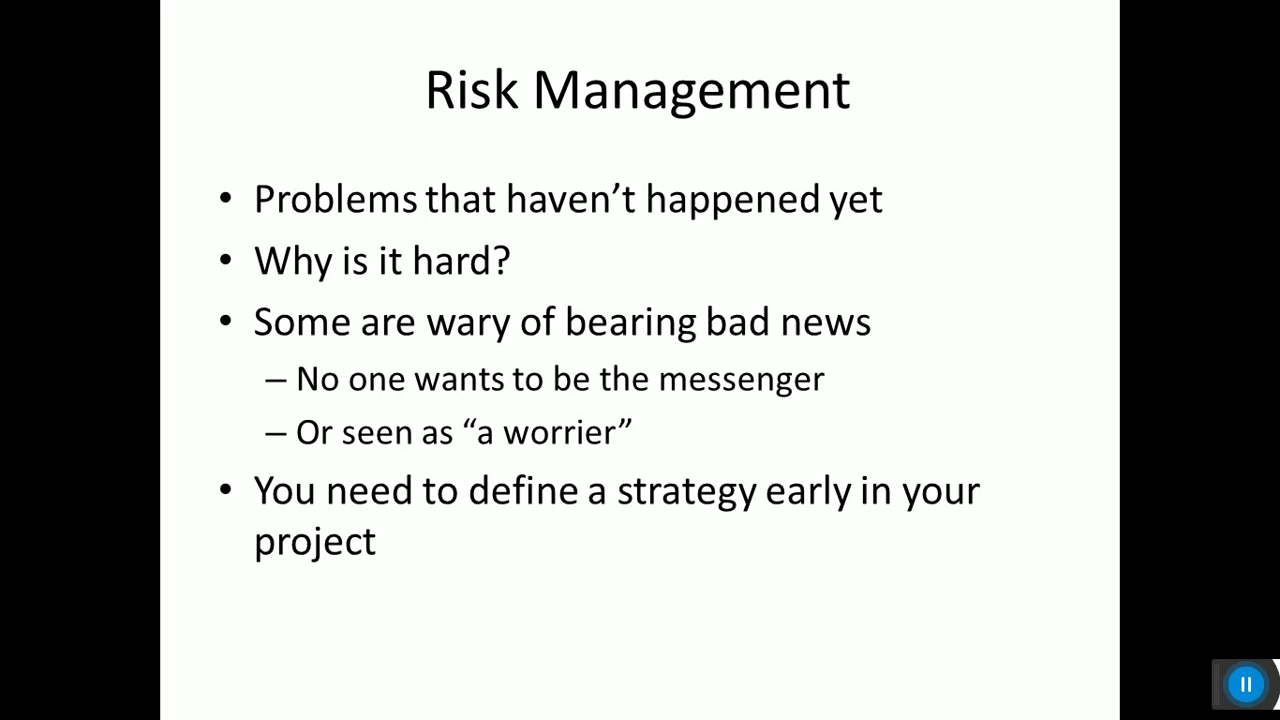 Risk Management
• Problems that haven’t happened yet
• Why is it hard?
• Some are wary of bearing bad news
– No one wants to be the messenger
– Or seen as “a worrier”
• You need to define a strategy early in your
project